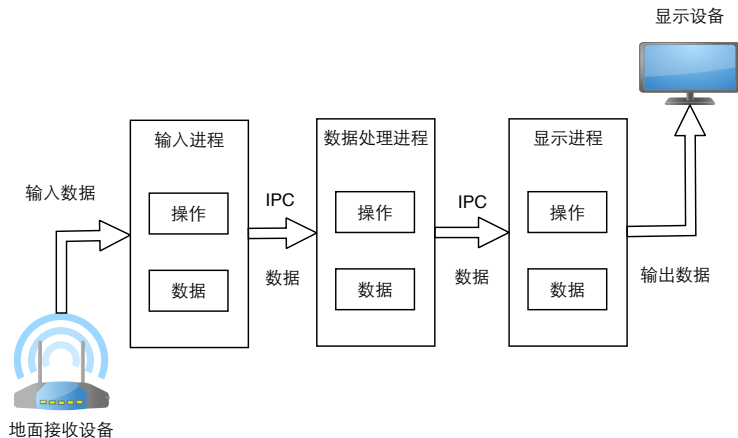 显示设备
输入进程
数据处理进程
显示进程
输入数据
操作
IPC
操作
IPC
操作
数据
数据
数据
数据
数据
输出数据
地面接收设备